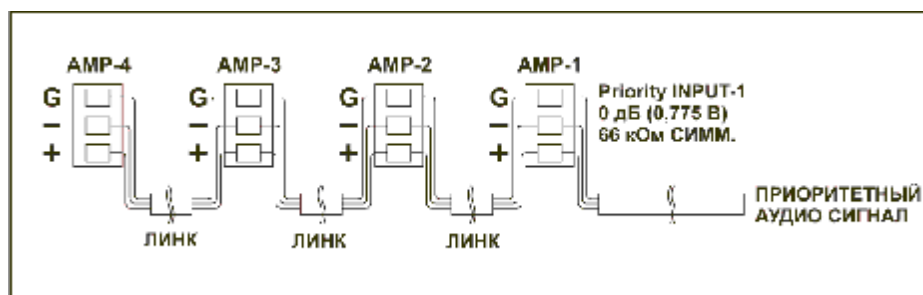 AMP-4 AMP-3 AMP-2 AMP-1
G G G G
− − − −
+ + + +
Priority INPUT-1
0 дБ (0,775 В)
66 кОм СИММ.
ПРИОРИТЕТНЫЙ
АУДИО СИГНАЛ
ЛИНК ЛИНК ЛИНК